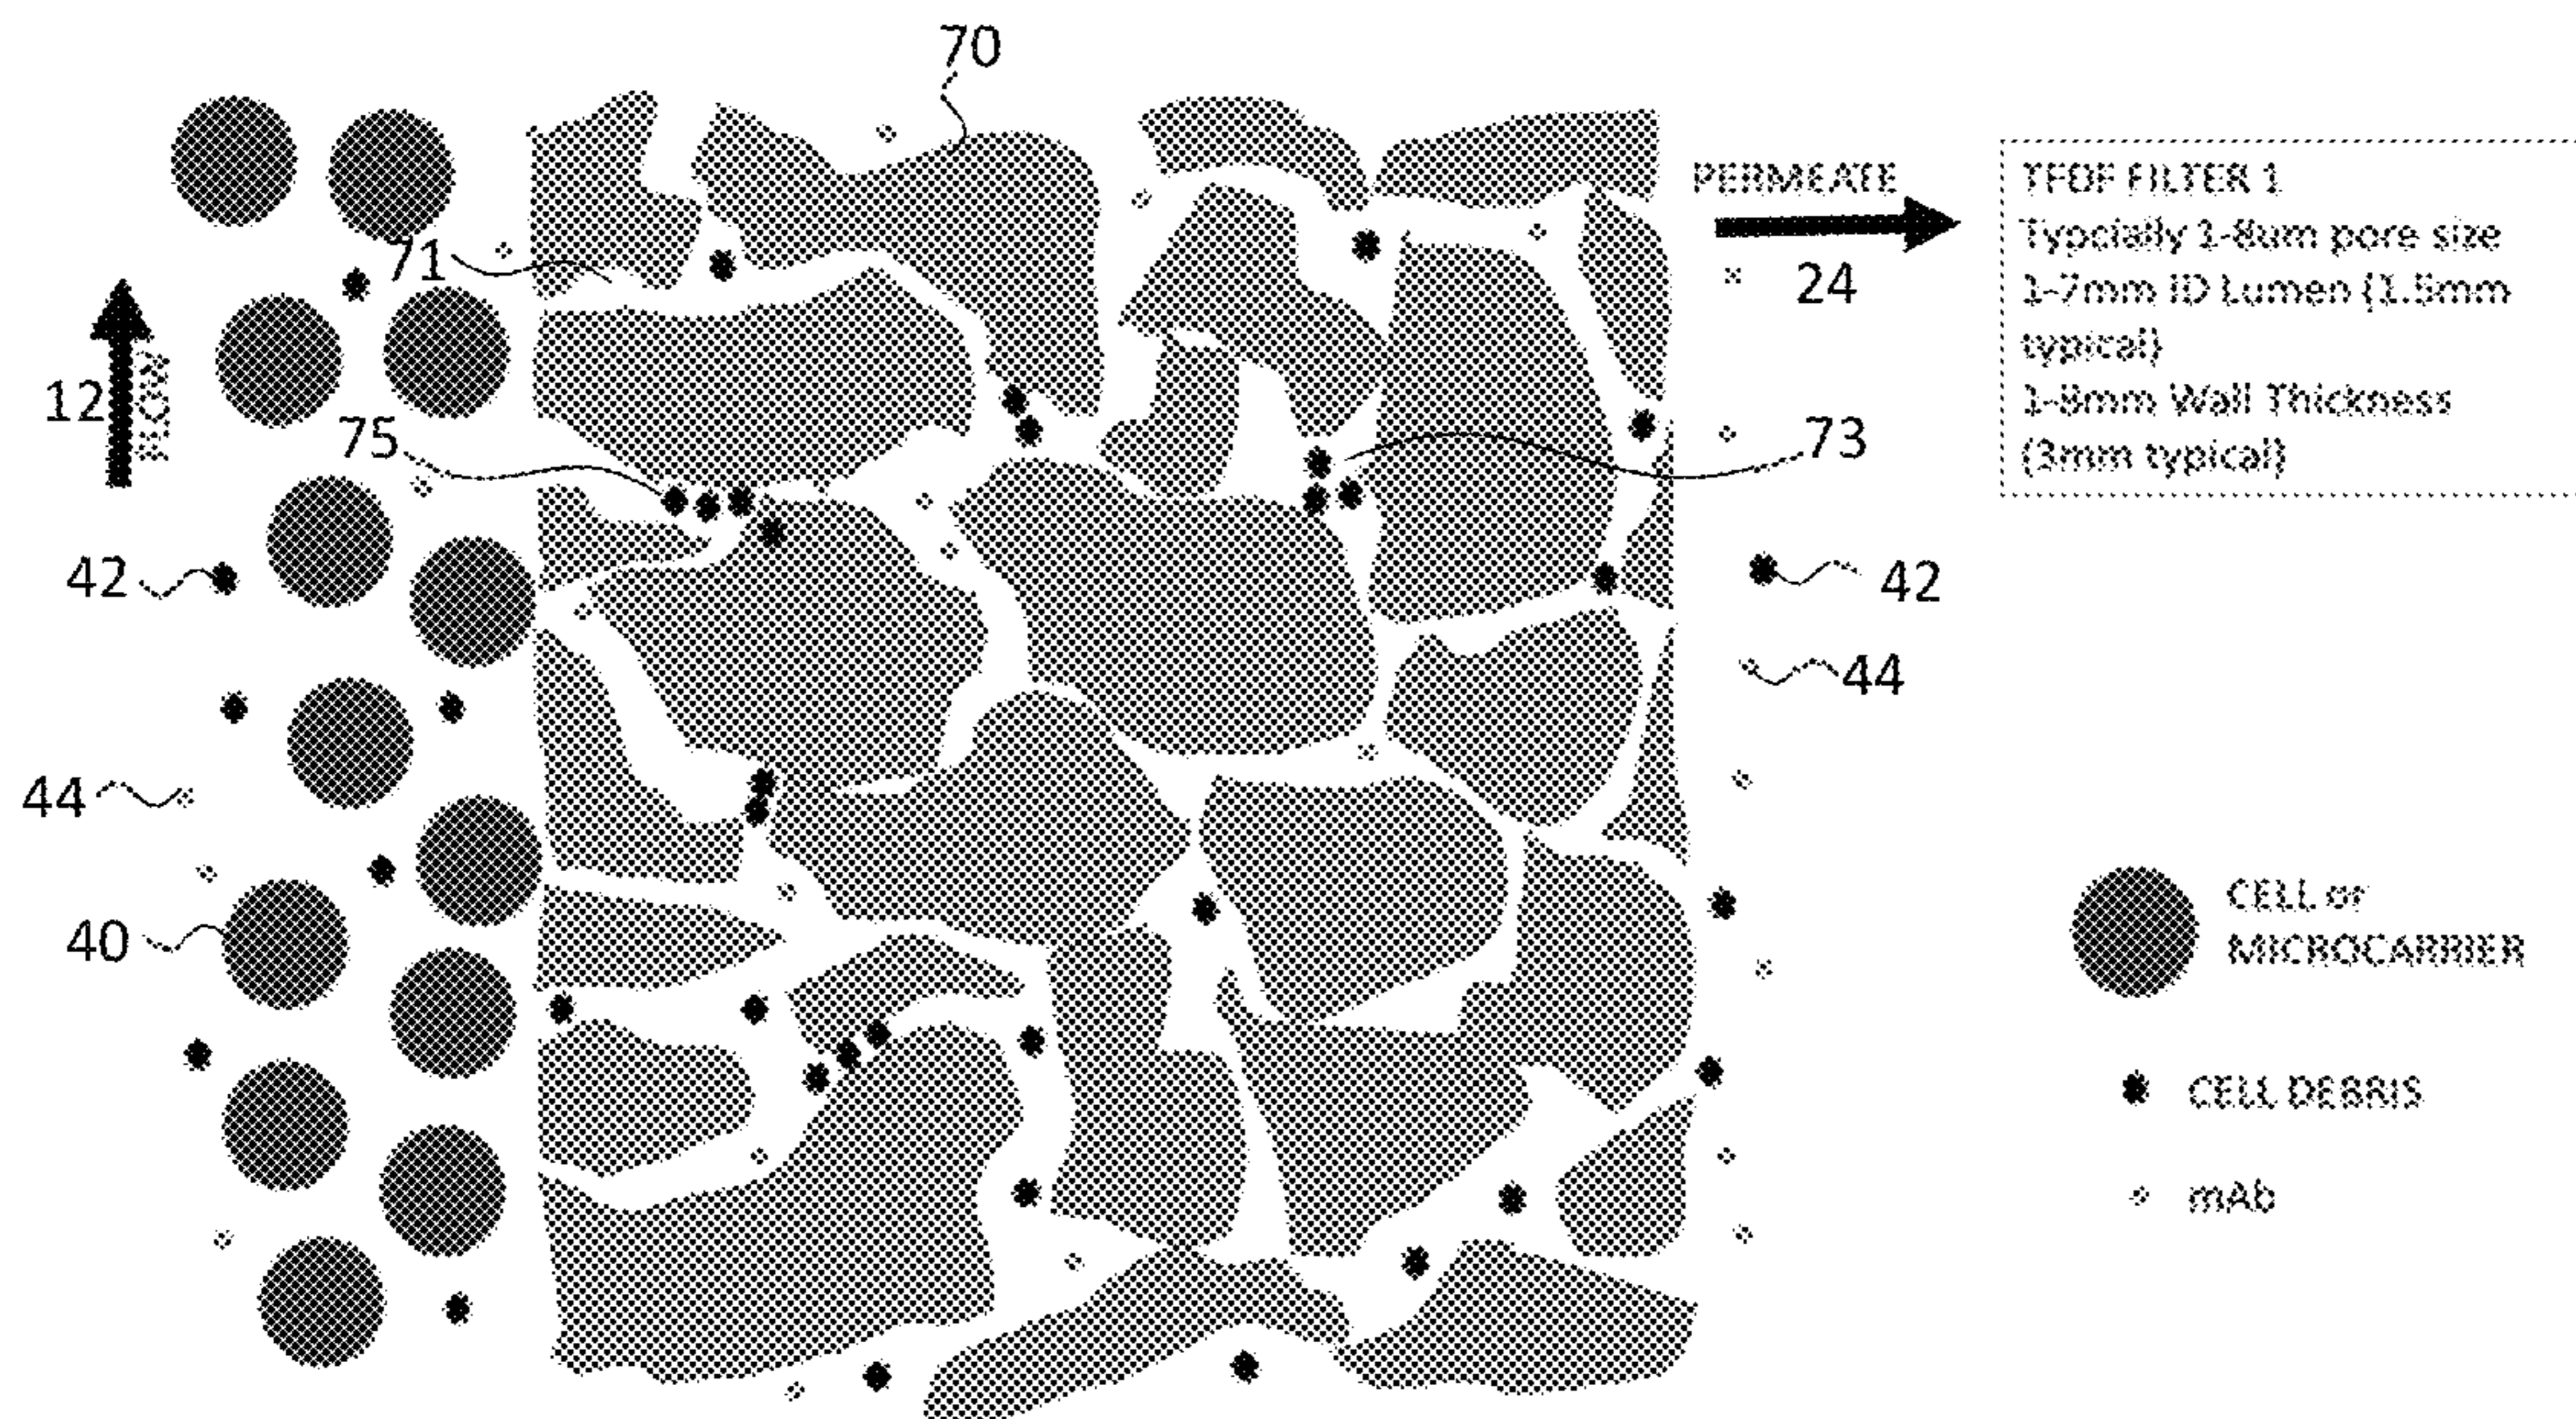 70
PERMEATE
24
TFDF FILTER 1
Typcially 1-8um pore size
1-7mm ID Lumen (1.5mm
typical)
1-8mm Wall Thickness
(3mm typical)
71
12
FLOW
75
73
42
42
44
44
40
CELL or
MICROCARRIER
CELL DEBRIS
mAb